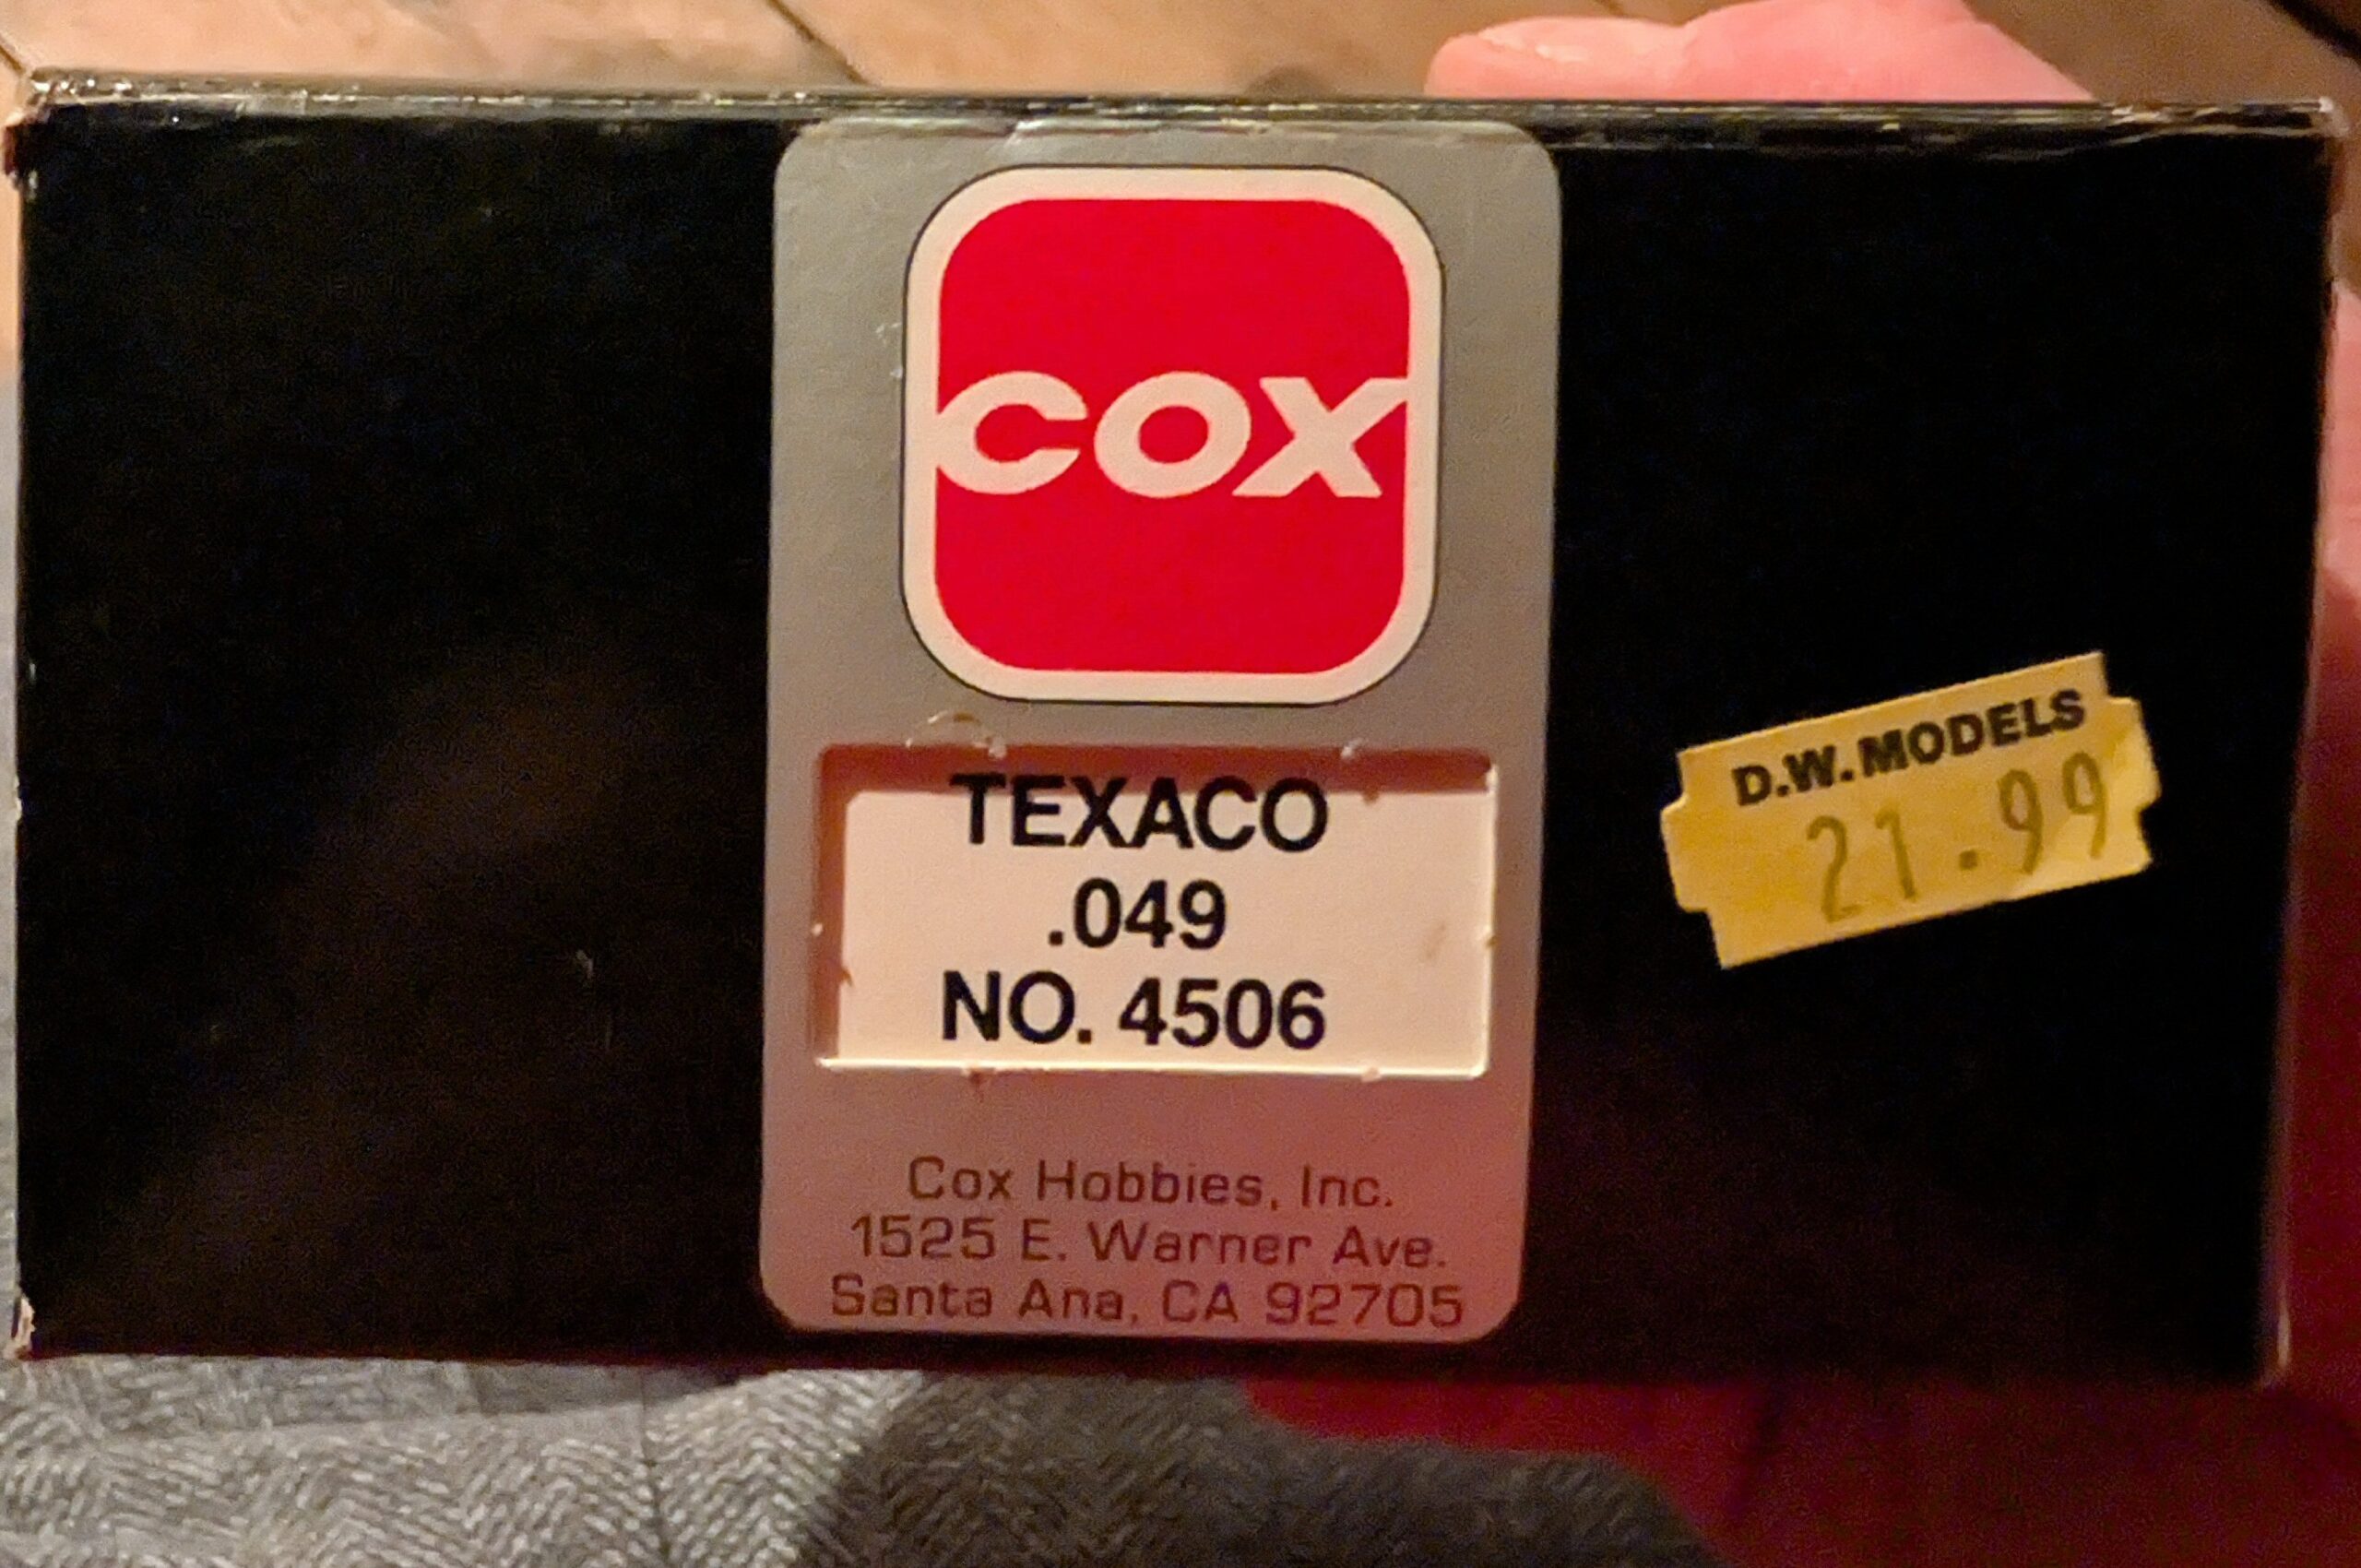 COX
TEXACO
.049
NO. 4506
D.W. MODELS
21.99
Cox Hobbies, Inc.
1525 E. Warner Ave.
Santa Ana, CA 92705